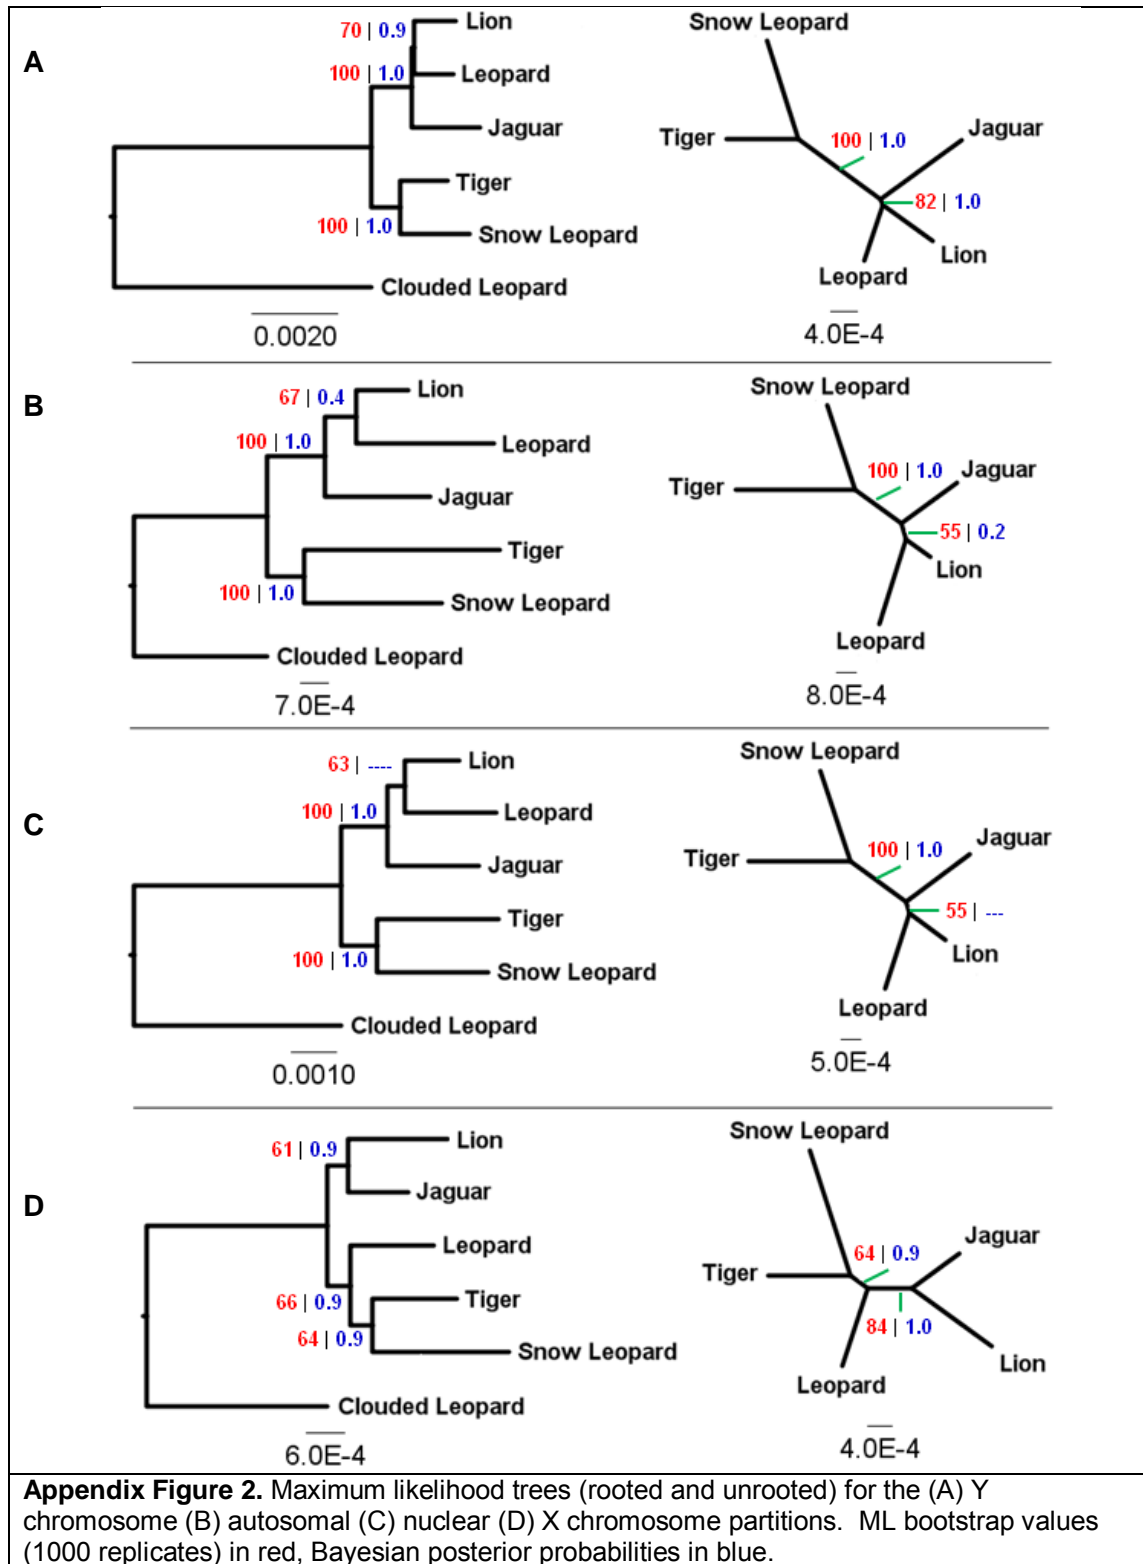 A
70 | 0.9
Lion
100 | 1.0
Leopard
Jaguar
Tiger
100 | 1.0
Snow Leopard
Clouded Leopard
0.0020
Snow Leopard
Tiger
100 | 1.0
Jaguar
82 | 1.0
Lion
Leopard
4.0E-4
B
67 | 0.4
Lion
100 | 1.0
Leopard
Jaguar
Tiger
100 | 1.0
Snow Leopard
Clouded Leopard
7.0E-4
Snow Leopard
Tiger
100 | 1.0
Jaguar
55 | 0.2
Lion
Leopard
8.0E-4
C
63 | ----
Lion
100 | 1.0
Leopard
Jaguar
Tiger
100 | 1.0
Snow Leopard
Clouded Leopard
0.0010
Snow Leopard
Tiger
100 | 1.0
Jaguar
55 | ---
Lion
Leopard
5.0E-4
D
61 | 0.9
Lion
Jaguar
Leopard
66 | 0.9
Tiger
64 | 0.9
Snow Leopard
Clouded Leopard
6.0E-4
Snow Leopard
Tiger
64 | 0.9
Jaguar
84 | 1.0
Lion
Leopard
4.0E-4
Appendix Figure 2. Maximum likelihood trees (rooted and unrooted) for the (A) Y
chromosome (B) autosomal (C) nuclear (D) X chromosome partitions. ML bootstrap values
(1000 replicates) in red, Bayesian posterior probabilities in blue.